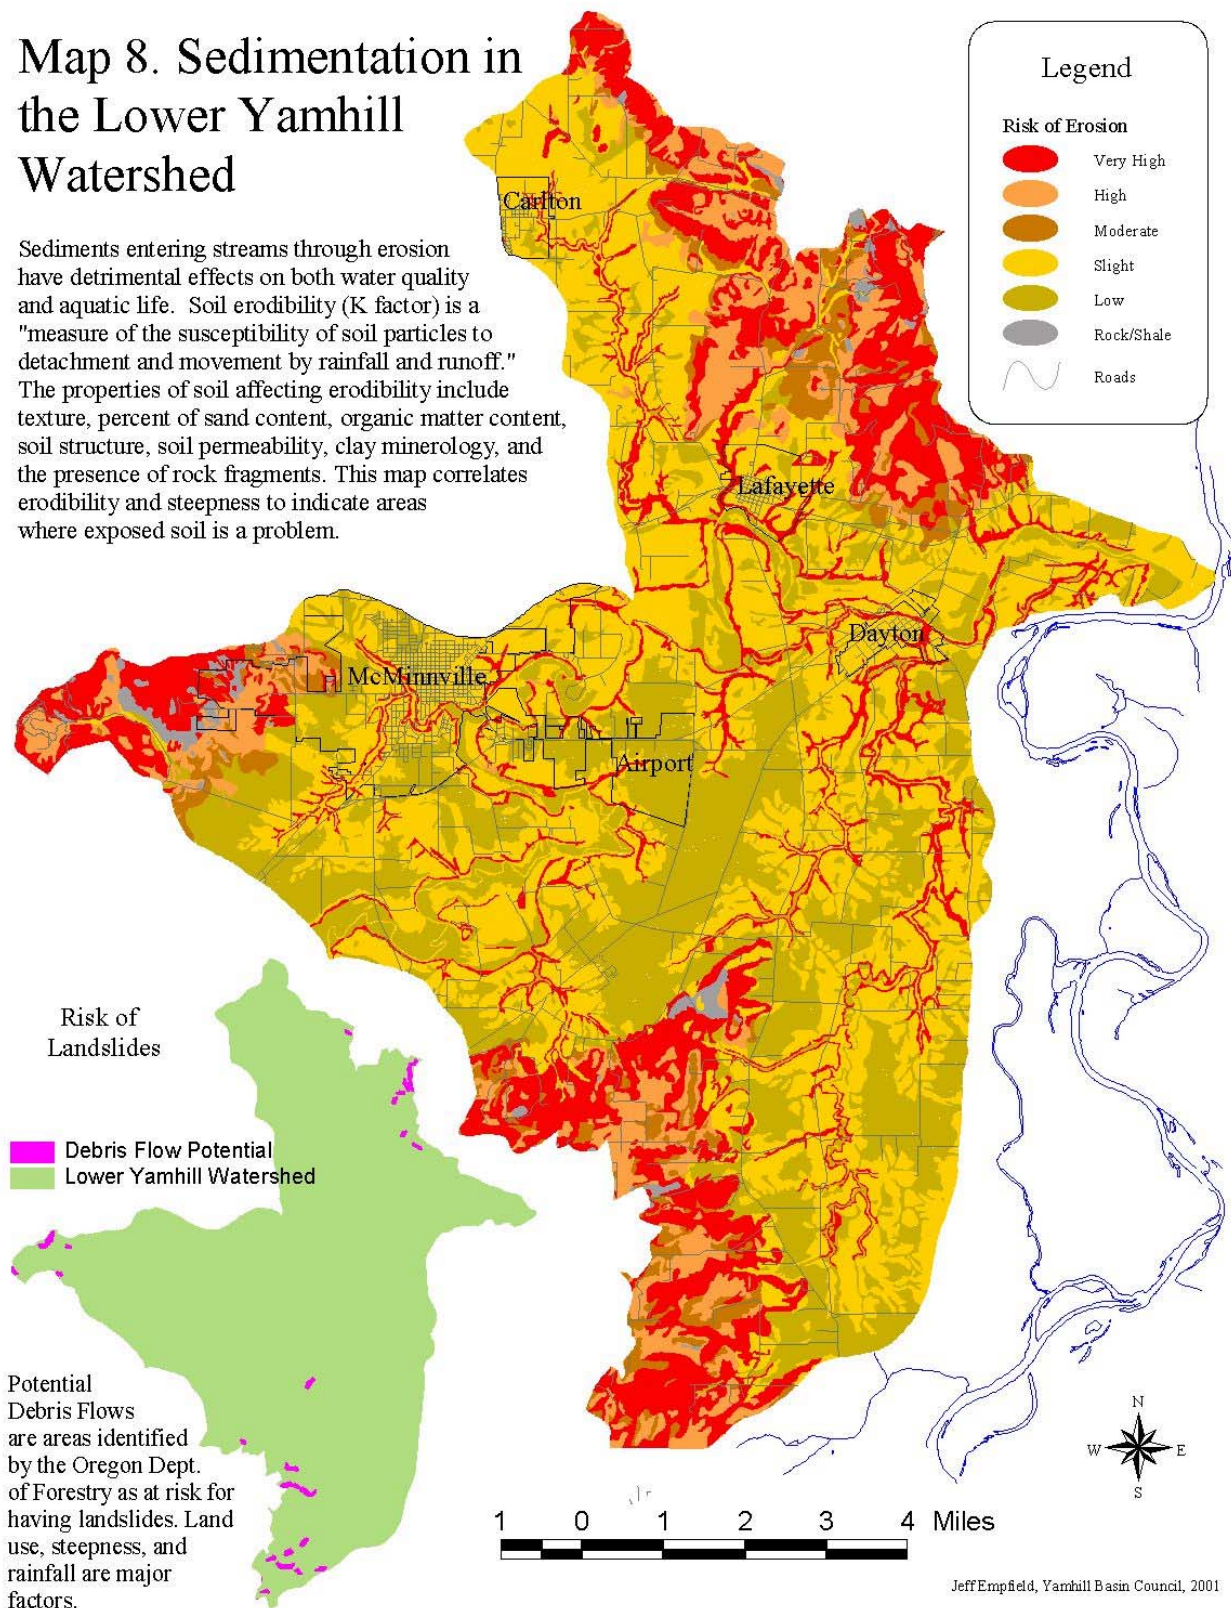 Map 8. Sedimentation in
the Lower Yamhill
Watershed
Sediments entering streams through erosion
have detrimental effects on both water quality
and aquatic life.  Soil erodibility (K factor) is a
"measure of the susceptibility of soil particles to
detachment and movement by rainfall and runoff."
The properties of soil affecting erodibility include
texture, percent of sand content, organic matter content,
soil structure, soil permeability, clay minerology, and
the presence of rock fragments. This map correlates
erodibility and steepness to indicate areas
where exposed soil is a problem.
Legend
Risk of Erosion
Very High
High
Moderate
Slight
Low
Rock/Shale
Roads
Carlton
Lafayette
Dayton
McMinnville
Airport
Risk of
Landslides
Debris Flow Potential
Lower Yamhill Watershed
Potential
Debris Flows
are areas identified
by the Oregon Dept.
of Forestry as at risk for
having landslides. Land
use, steepness, and
rainfall are major
factors.
N
W E
S
1 0 1 2 3 4 Miles
Jeff Empfield, Yamhill Basin Council, 2001